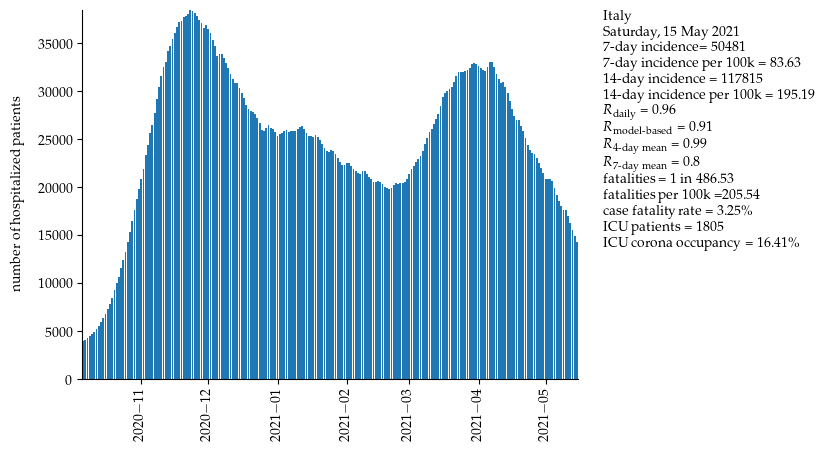 number of hospitalized patients
35000
30000
25000
20000
15000
10000
5000
0
2020−11
2020−12
2021−01
2021−02
2021−03
2021−04
2021−05
Italy
Saturday, 15 May 2021
7-day incidence= 50481
7-day incidence per 100k = 83.63
14-day incidence = 117815
14-day incidence per 100k = 195.19
Rdaily = 0.96
Rmodel-based = 0.91
R4-day mean = 0.99
R7-day mean = 0.8
fatalities = 1 in 486.53
fatalities per 100k =205.54
case fatality rate = 3.25%
ICU patients = 1805
ICU corona occupancy = 16.41%